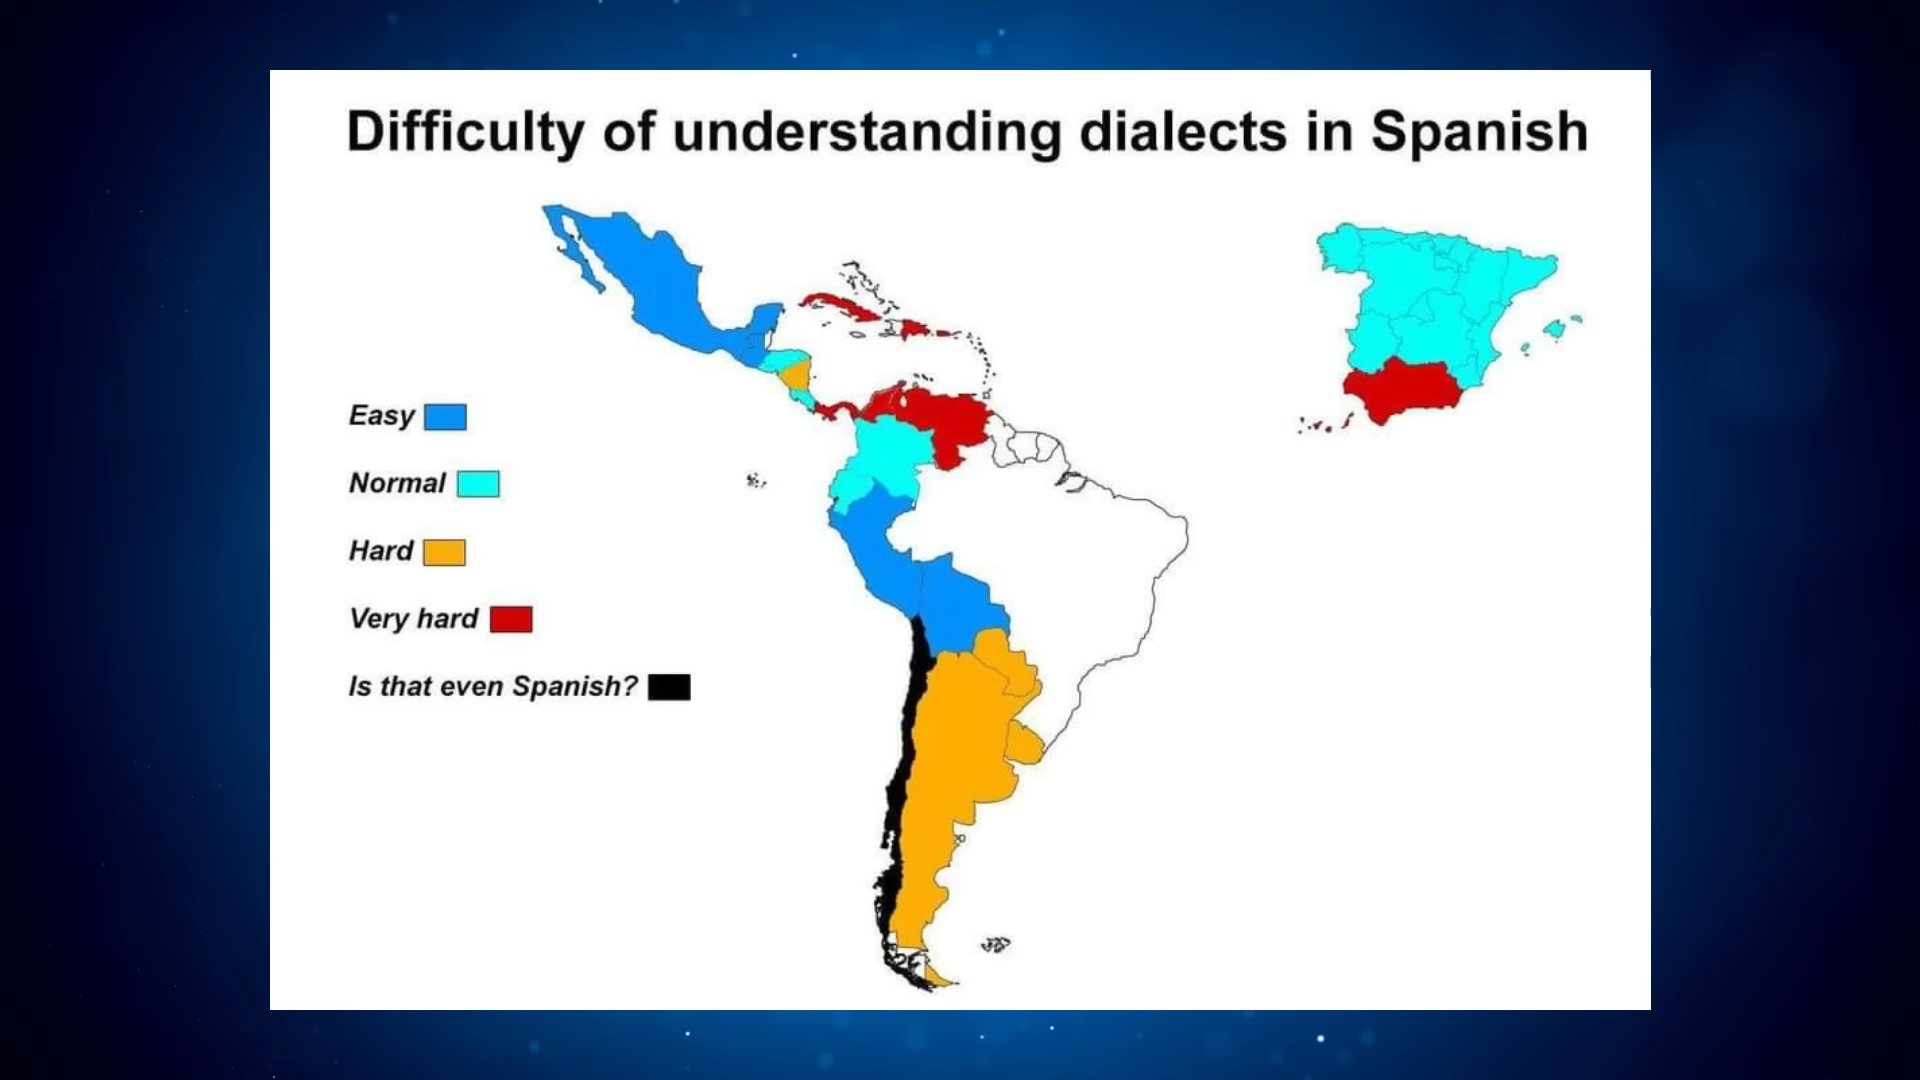 Difficulty of understanding dialects in Spanish
Easy
Normal
Hard
Very hard
Is that even Spanish?